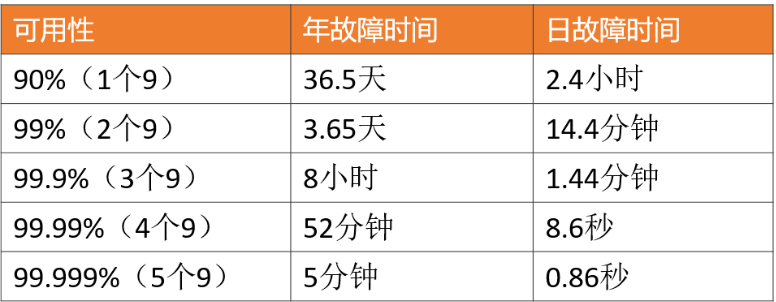 可用性 年故障时间 日故障时间
90%（1个9） 36.5天 2.4小时
99%（2个9） 3.65天 14.4分钟
99.9%（3个9） 8小时 1.44分钟
99.99%（4个9） 52分钟 8.6秒
99.999%（5个9） 5分钟 0.86秒